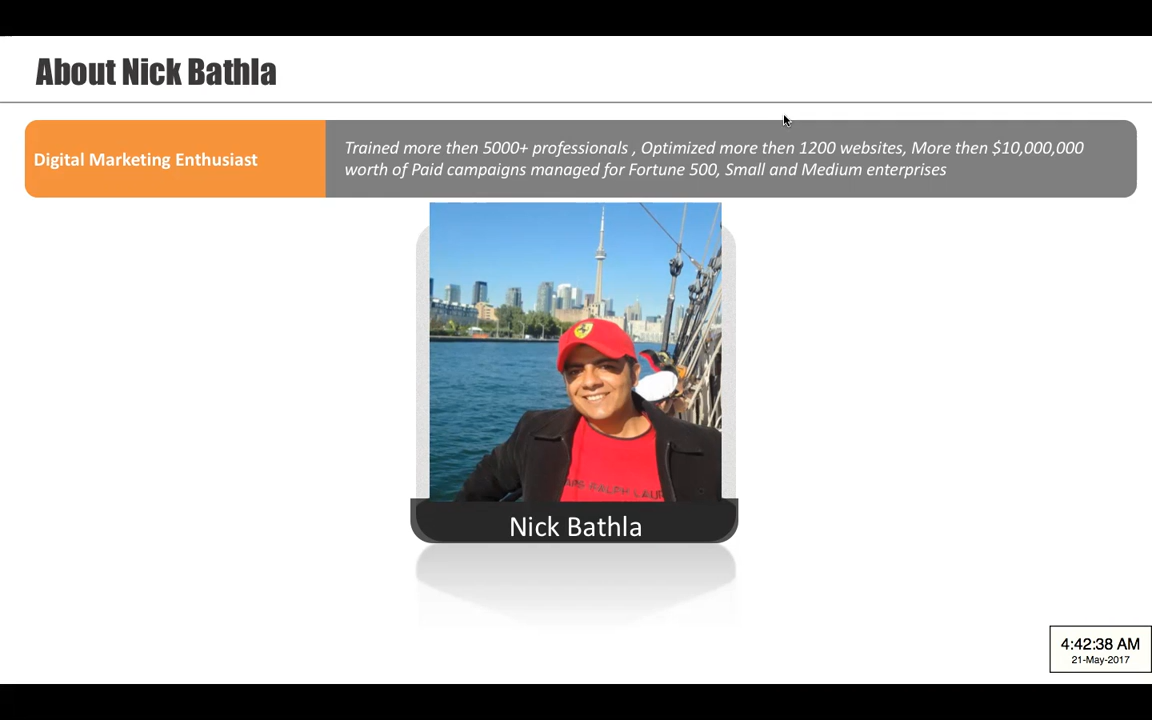 About Nick Bathla
Digital Marketing Enthusiast
Trained more then 5000+ professionals , Optimized more then 1200 websites, More then $10,000,000
worth of Paid campaigns managed for Fortune 500, Small and Medium enterprises
RALPH
Nick Bathla
4:42:38 AM
21-May-2017